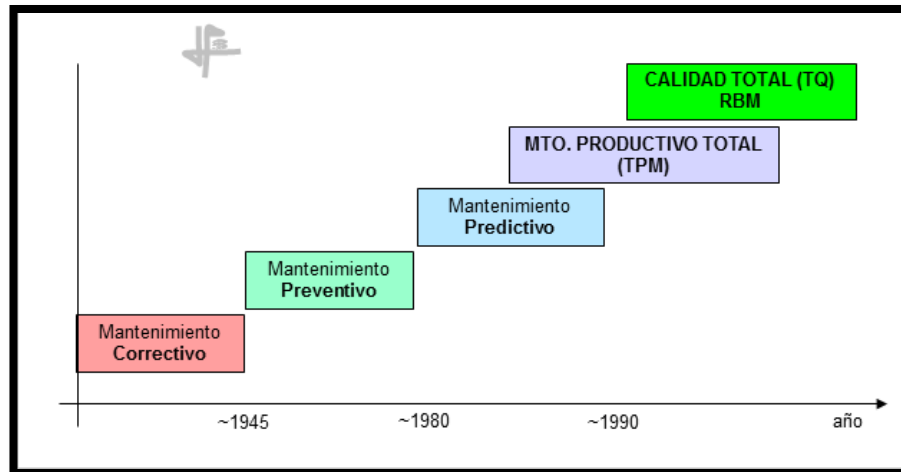 CALIDAD TOTAL (TQ)
RBM
MTO. PRODUCTIVO TOTAL
(TPM)
Mantenimiento
Predictivo
Mantenimiento
Preventivo
Mantenimiento
Correctivo
~1945
~1980
~1990
año